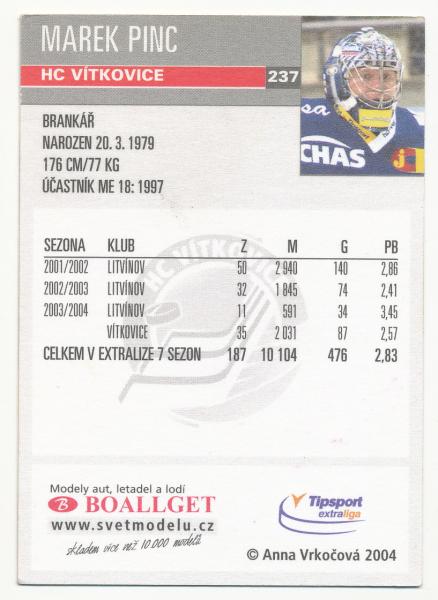 MAREK PINC
HC VÍTKOVICE 237
BRANKÁŘ
NAROZEN 20. 3. 1979
176 CM/77 KG
ÚČASTNÍK ME 18: 1997
CHAS
SEZONA KLUB Z M G PB
2001/2002 LITVÍNOV 50 2 940 140 2,86
2002/2003 LITVÍNOV 32 1 845 74 2,41
2003/2004 LITVÍNOV 11 591 34 3,45
VÍTKOVICE 35 2 031 87 2,57
CELKEM V EXTRALIZE 7 SEZON 187 10 104 476 2,83
HC VÍTKOVICE
Modely aut, letadel a lodí
B BOALLGET
www.svetmodelu.cz
skladem více než 10.000 modelů
Tipsport
extraliga
© Anna Vrkočová 2004